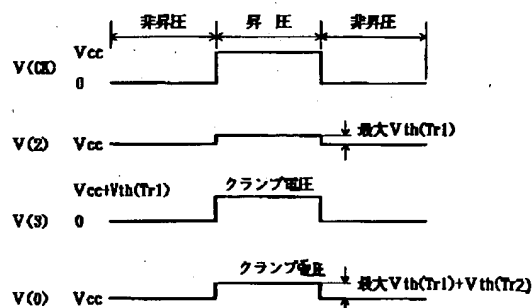 非昇圧 昇 圧 非昇圧
V(CK) Vcc
0
V(2) Vcc 最大Vth(Tr1)
Vcc+Vth(Tr1) クランプ電圧
V(3) 0
クランプ電圧
V(0) Vcc 最大Vth(Tr1)+Vth(Tr2)